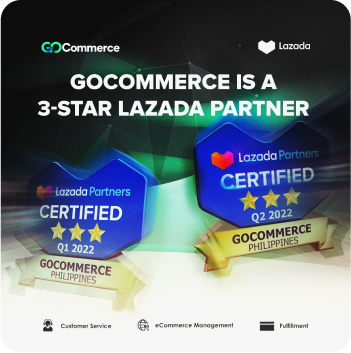 GOCommerce
Lazada
GOCOMMERCE IS A
3-STAR LAZADA PARTNER
Lazada Partners
CERTIFIED
Q1 2022
GOCOMMERCE
PHILIPPINES
Lazada Partners
CERTIFIED
Q2 2022
GOCOMMERCE
PHILIPPINES
Customer Service
eCommerce Management
Fulfillment